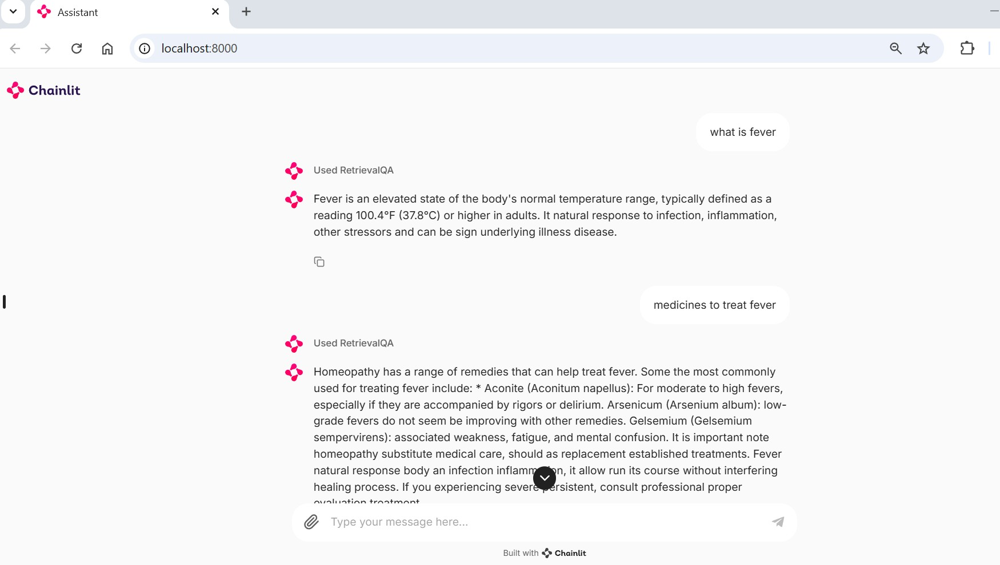 Assistant
localhost:8000
Chainlit
what is fever
Used RetrievalQA
Fever is an elevated state of the body's normal temperature range, typically defined as a
reading 100.4°F (37.8°C) or higher in adults. It natural response to infection, inflammation,
other stressors and can be sign underlying illness disease.
medicines to treat fever
Used RetrievalQA
Homeopathy has a range of remedies that can help treat fever. Some the most commonly
used for treating fever include: * Aconite (Aconitum napellus): For moderate to high fevers,
especially if they are accompanied by rigors or delirium. Arsenicum (Arsenium album): low-
grade fevers do not seem be improving with other remedies. Gelsemium (Gelsemium
sempervirens): associated weakness, fatigue, and mental confusion. It is important note
homeopathy substitute medical care, should as replacement established treatments. Fever
natural response body an infection inflammation, it allow run its course without interfering
healing process. If you experiencing severe persistent, consult professional proper
evaluation treatment.
Type your message here...
Built with Chainlit